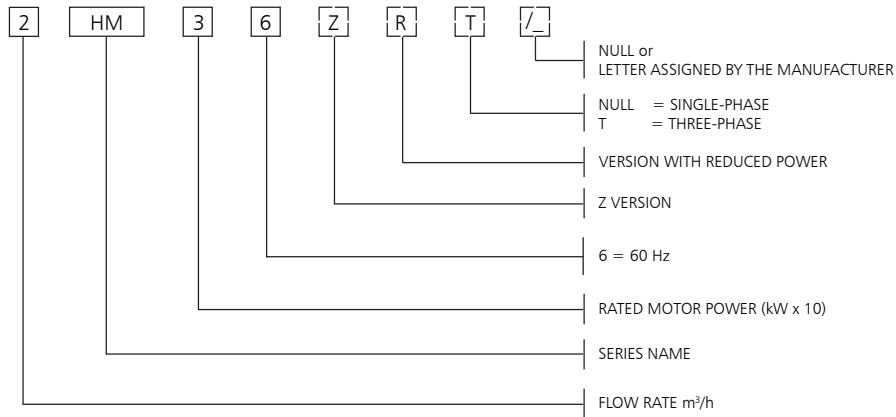 2 HM 3 6 Z R T /_
NULL or
LETTER ASSIGNED BY THE MANUFACTURER
NULL = SINGLE-PHASE
T = THREE-PHASE
VERSION WITH REDUCED POWER
Z VERSION
6 = 60 Hz
RATED MOTOR POWER (kW x 10)
SERIES NAME
FLOW RATE m³/h